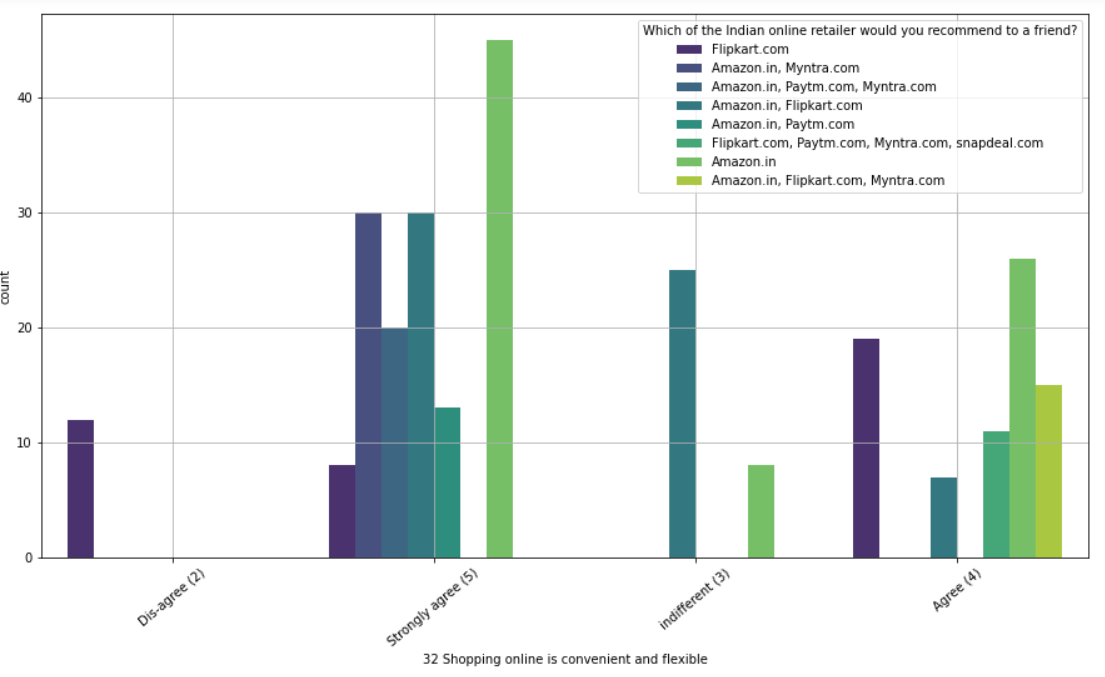 Which of the Indian online retailer would you recommend to a friend?
Flipkart.com
Amazon.in, Myntra.com
Amazon.in, Paytm.com, Myntra.com
Amazon.in, Flipkart.com
Amazon.in, Paytm.com
Flipkart.com, Paytm.com, Myntra.com, snapdeal.com
Amazon.in
Amazon.in, Flipkart.com, Myntra.com
40
30
20
10
0
count
Dis-agree (2)
Strongly agree (5)
indifferent (3)
Agree (4)
32 Shopping online is convenient and flexible